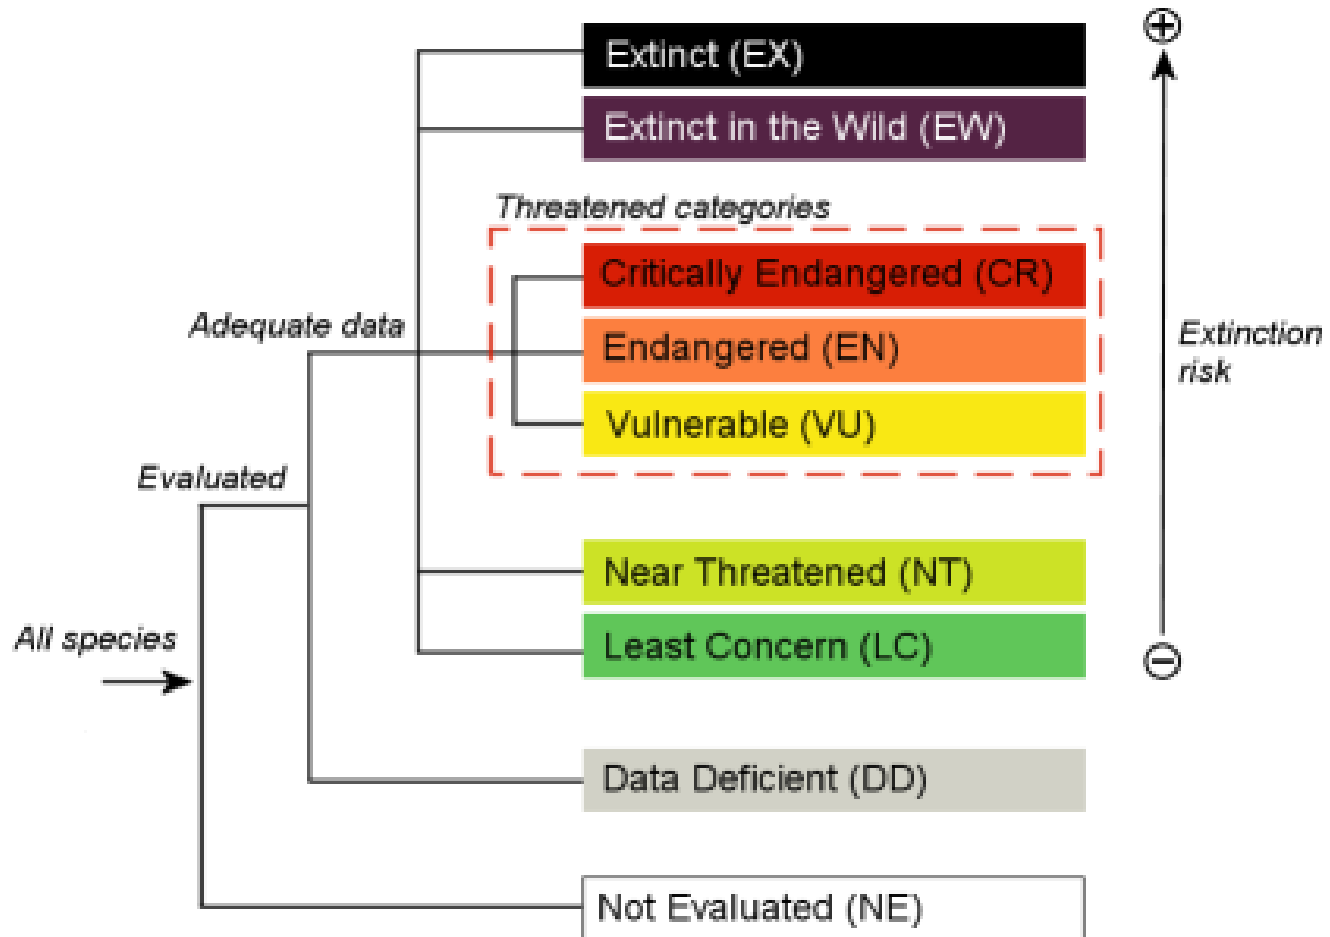 Extinct (EX)
Extinct in the Wild (EW)
Threatened categories
Critically Endangered (CR)
Adequate data
Endangered (EN)
Extinction
risk
Vulnerable (VU)
Evaluated
Near Threatened (NT)
All species
Least Concern (LC)
Data Deficient (DD)
Not Evaluated (NE)